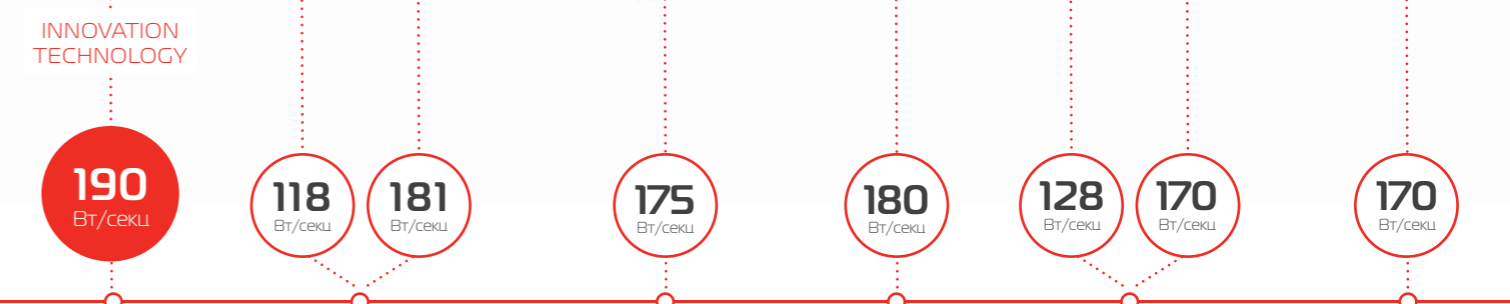 INNOVATION
TECHNOLOGY
190
Вт/секц
118
Вт/секц
181
Вт/секц
175
Вт/секц
180
Вт/секц
128
Вт/секц
170
Вт/секц
170
Вт/секц